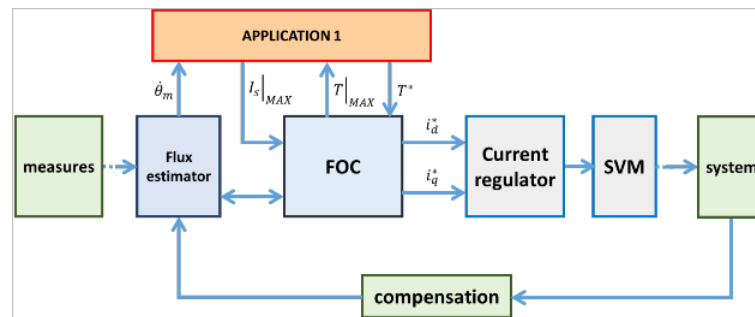 APPLICATION 1
θ̇ₘ
Iₛ|MAX
T|MAX
T*
i*d
i*q
measures
Flux
estimator
FOC
Current
regulator
SVM
system
compensation